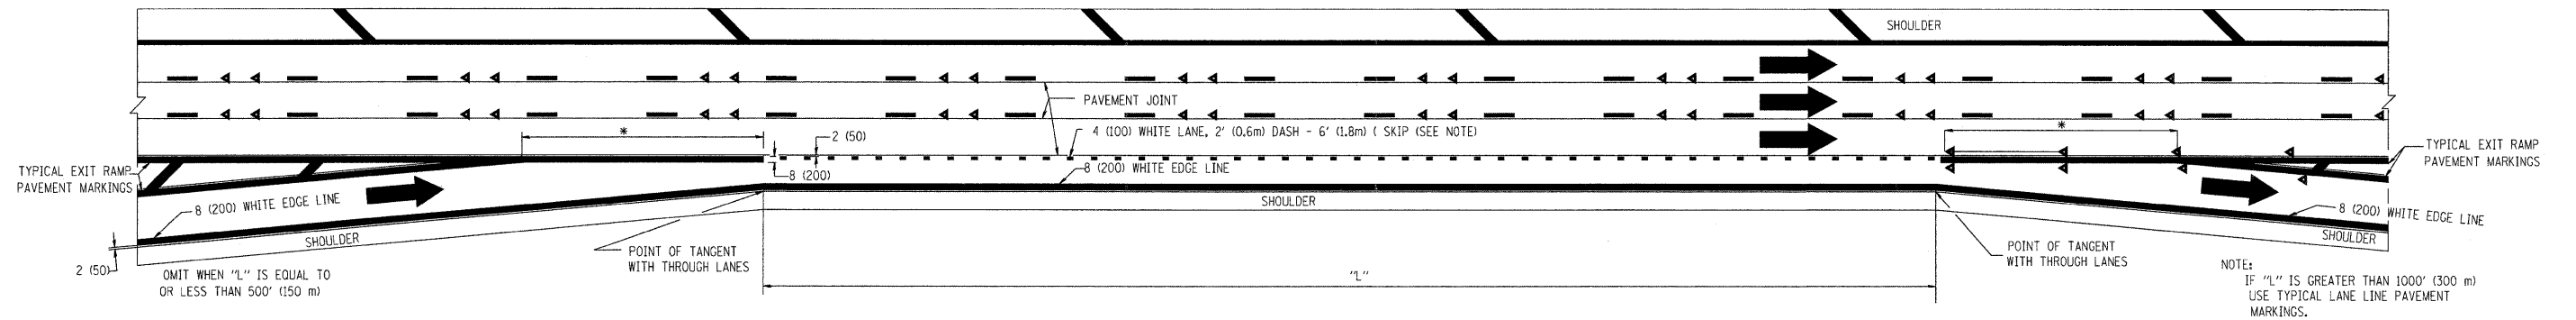 SHOULDER
PAVEMENT JOINT
2 (50)
4 (100) WHITE LANE, 2' (0.6m) DASH - 6' (1.8m) ( SKIP (SEE NOTE)
*
*
TYPICAL EXIT RAMP
PAVEMENT MARKINGS
8 (200)
8 (200) WHITE EDGE LINE
TYPICAL EXIT RAMP
PAVEMENT MARKINGS
8 (200) WHITE EDGE LINE
SHOULDER
8 (200) WHITE EDGE LINE
SHOULDER
SHOULDER
POINT OF TANGENT
WITH THROUGH LANES
POINT OF TANGENT
WITH THROUGH LANES
2 (50)
OMIT WHEN "L" IS EQUAL TO
OR LESS THAN 500' (150 m)
"L"
NOTE:
IF "L" IS GREATER THAN 1000' (300 m)
USE TYPICAL LANE LINE PAVEMENT
MARKINGS.